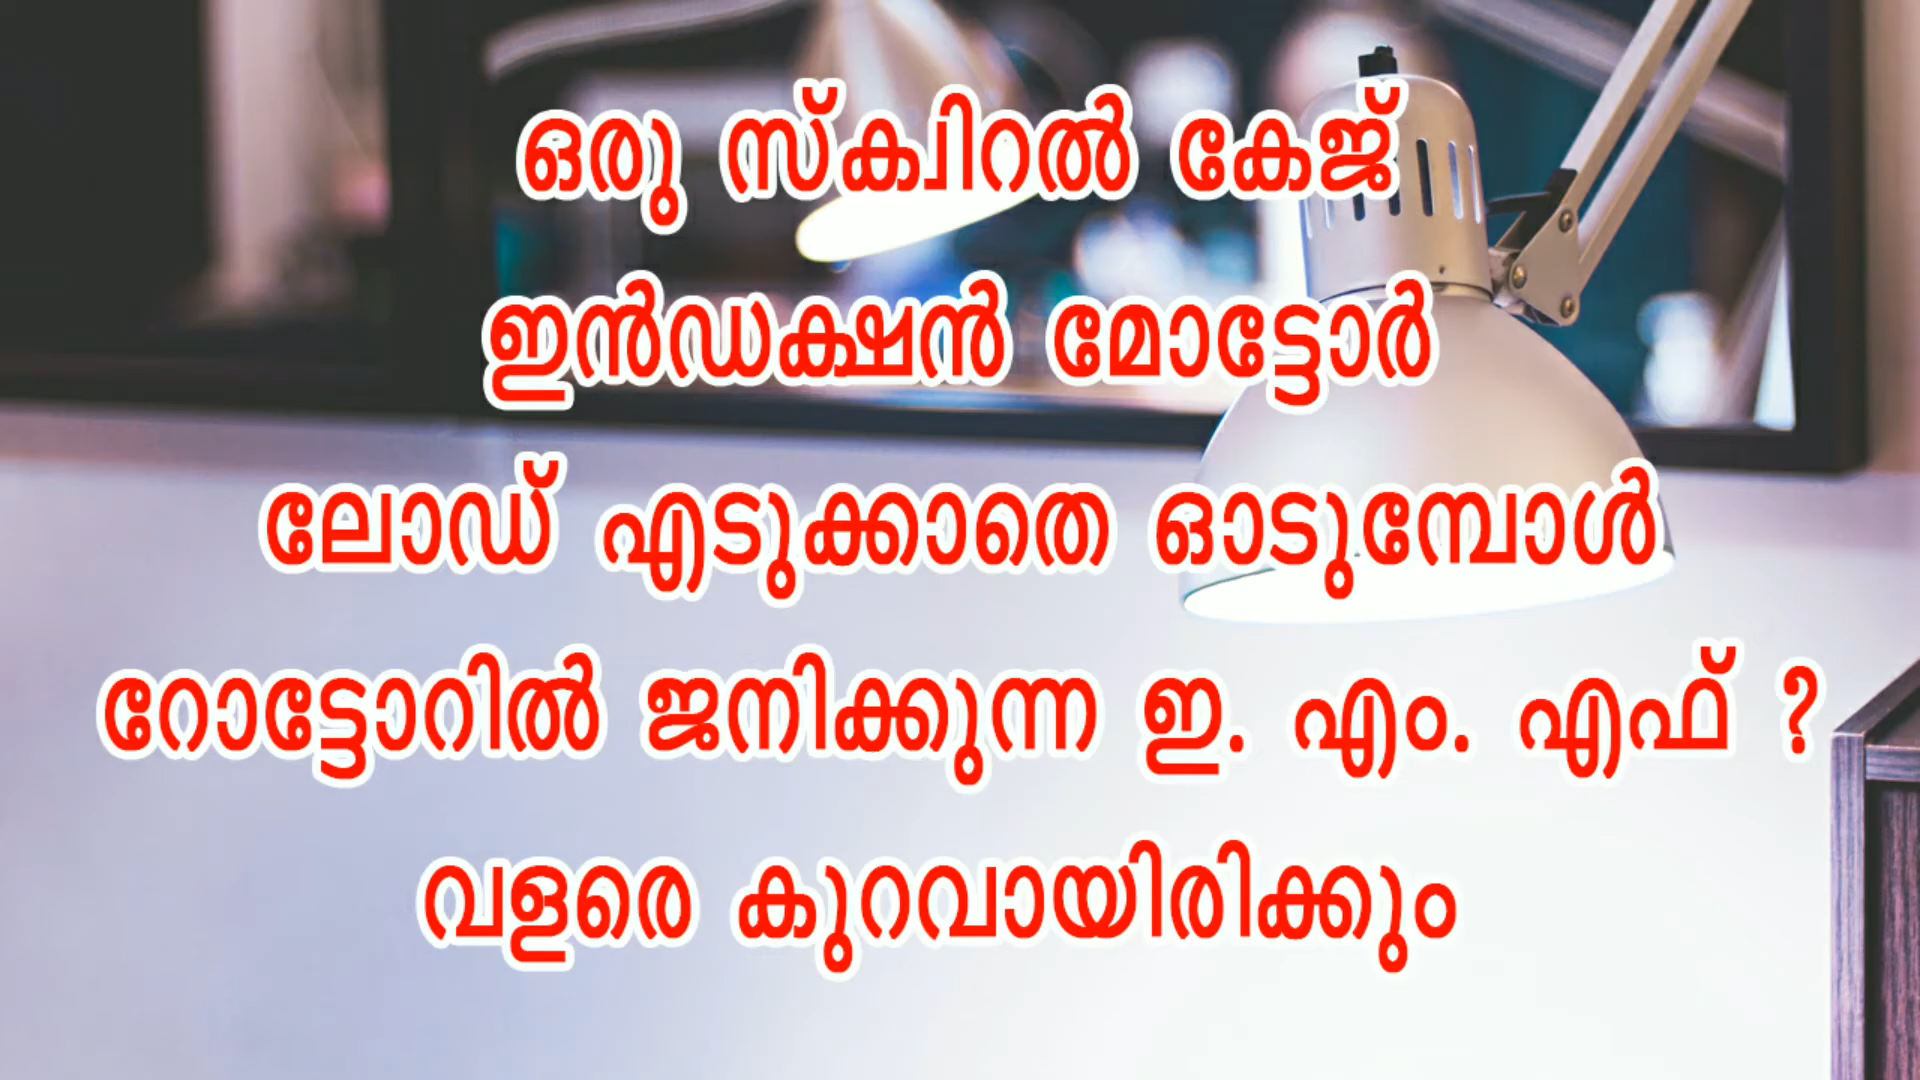 ഒരു സ്ക്വിറൽ കേജ്
ഇൻഡക്ഷൻ മോട്ടോർ
ലോഡ് എടുക്കാതെ ഓടുമ്പോൾ
റോട്ടോറിൽ ജനിക്കുന്ന ഇ. എം. എഫ് ?
വളരെ കുറവായിരിക്കും